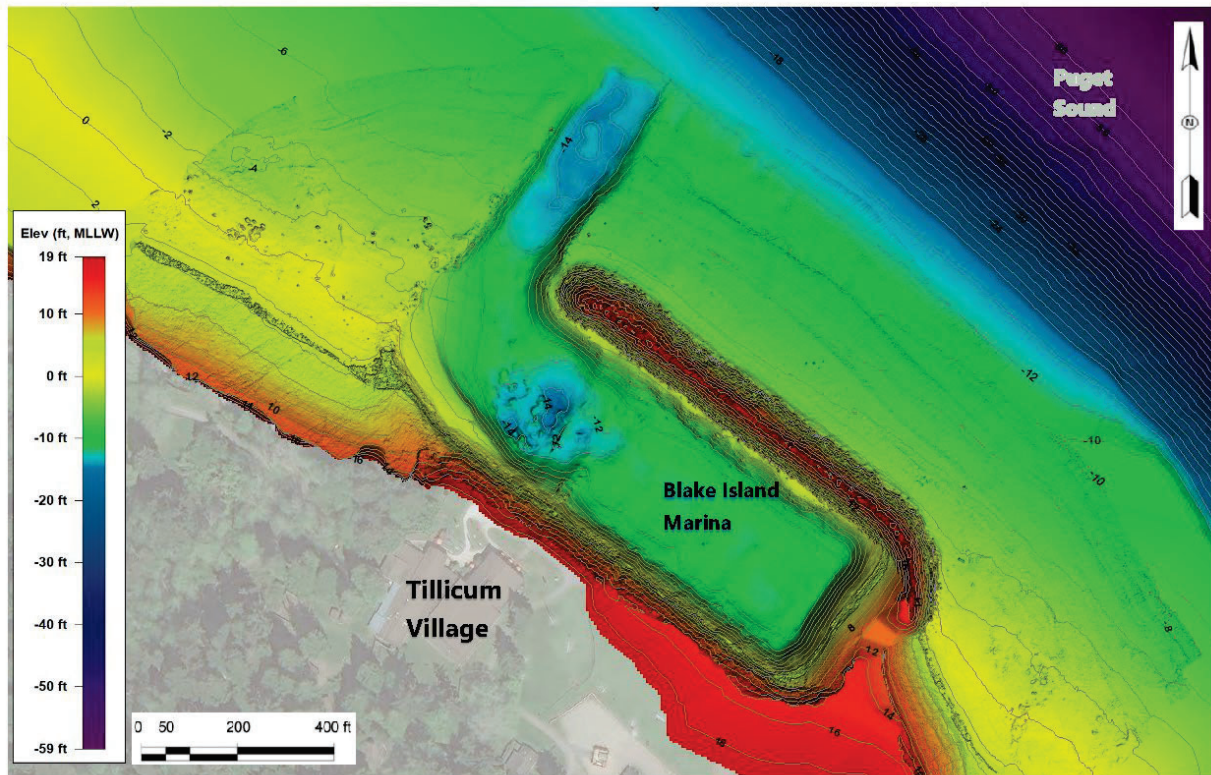 Puget
Sound
N
-6
0
-2
-4
2
-14
-18
Elev (ft, MLLW)
19 ft
10 ft
0 ft
-10 ft
-20 ft
-30 ft
-40 ft
-50 ft
-59 ft
12
10
16
-14
-12
-12
-10
-10
Blake Island
Marina
Tillicum
Village
-8
8
12
14
16
18
0 50 200 400 ft